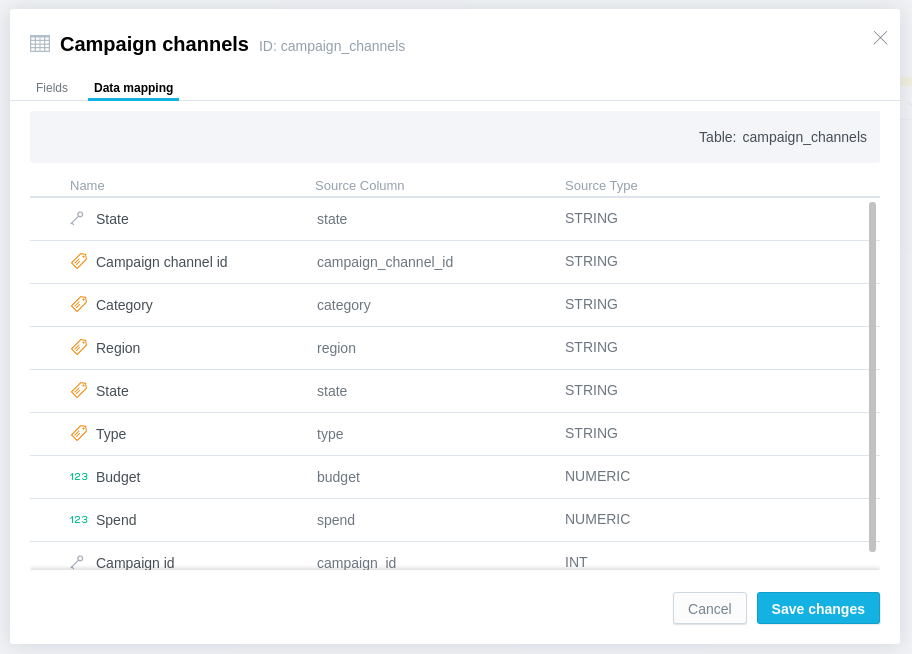 Campaign channels ID: campaign_channels
Fields Data mapping
Table: campaign_channels
Name Source Column Source Type
State state STRING
Campaign channel id campaign_channel_id STRING
Category category STRING
Region region STRING
State state STRING
Type type STRING
123 Budget budget NUMERIC
123 Spend spend NUMERIC
Campaign id campaign_id INT
Cancel Save changes